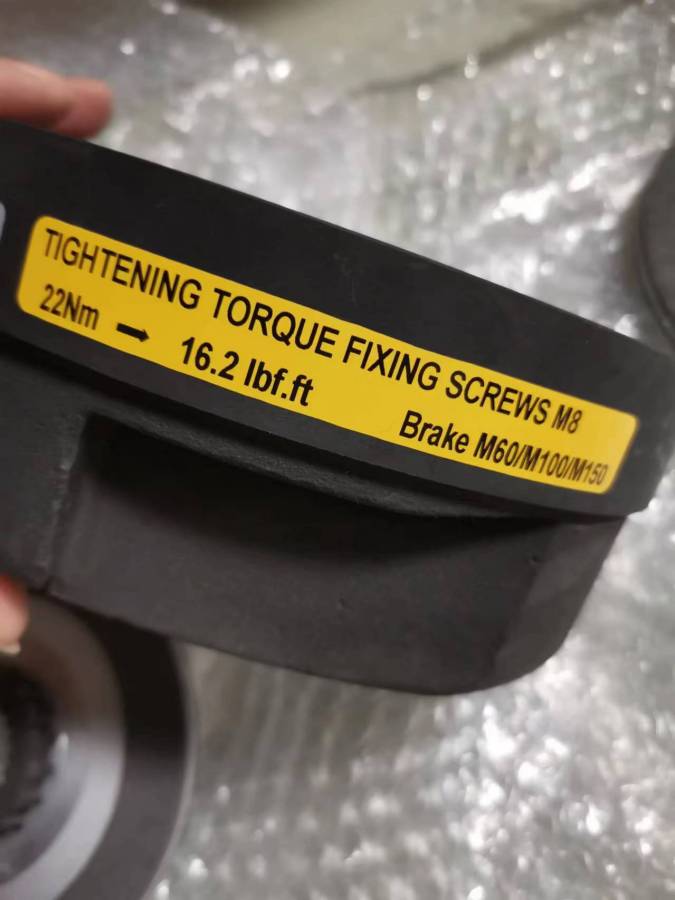 TIGHTENING TORQUE FIXING SCREWS M8
22Nm → 16.2 lbf.ft Brake M60/M100/M150